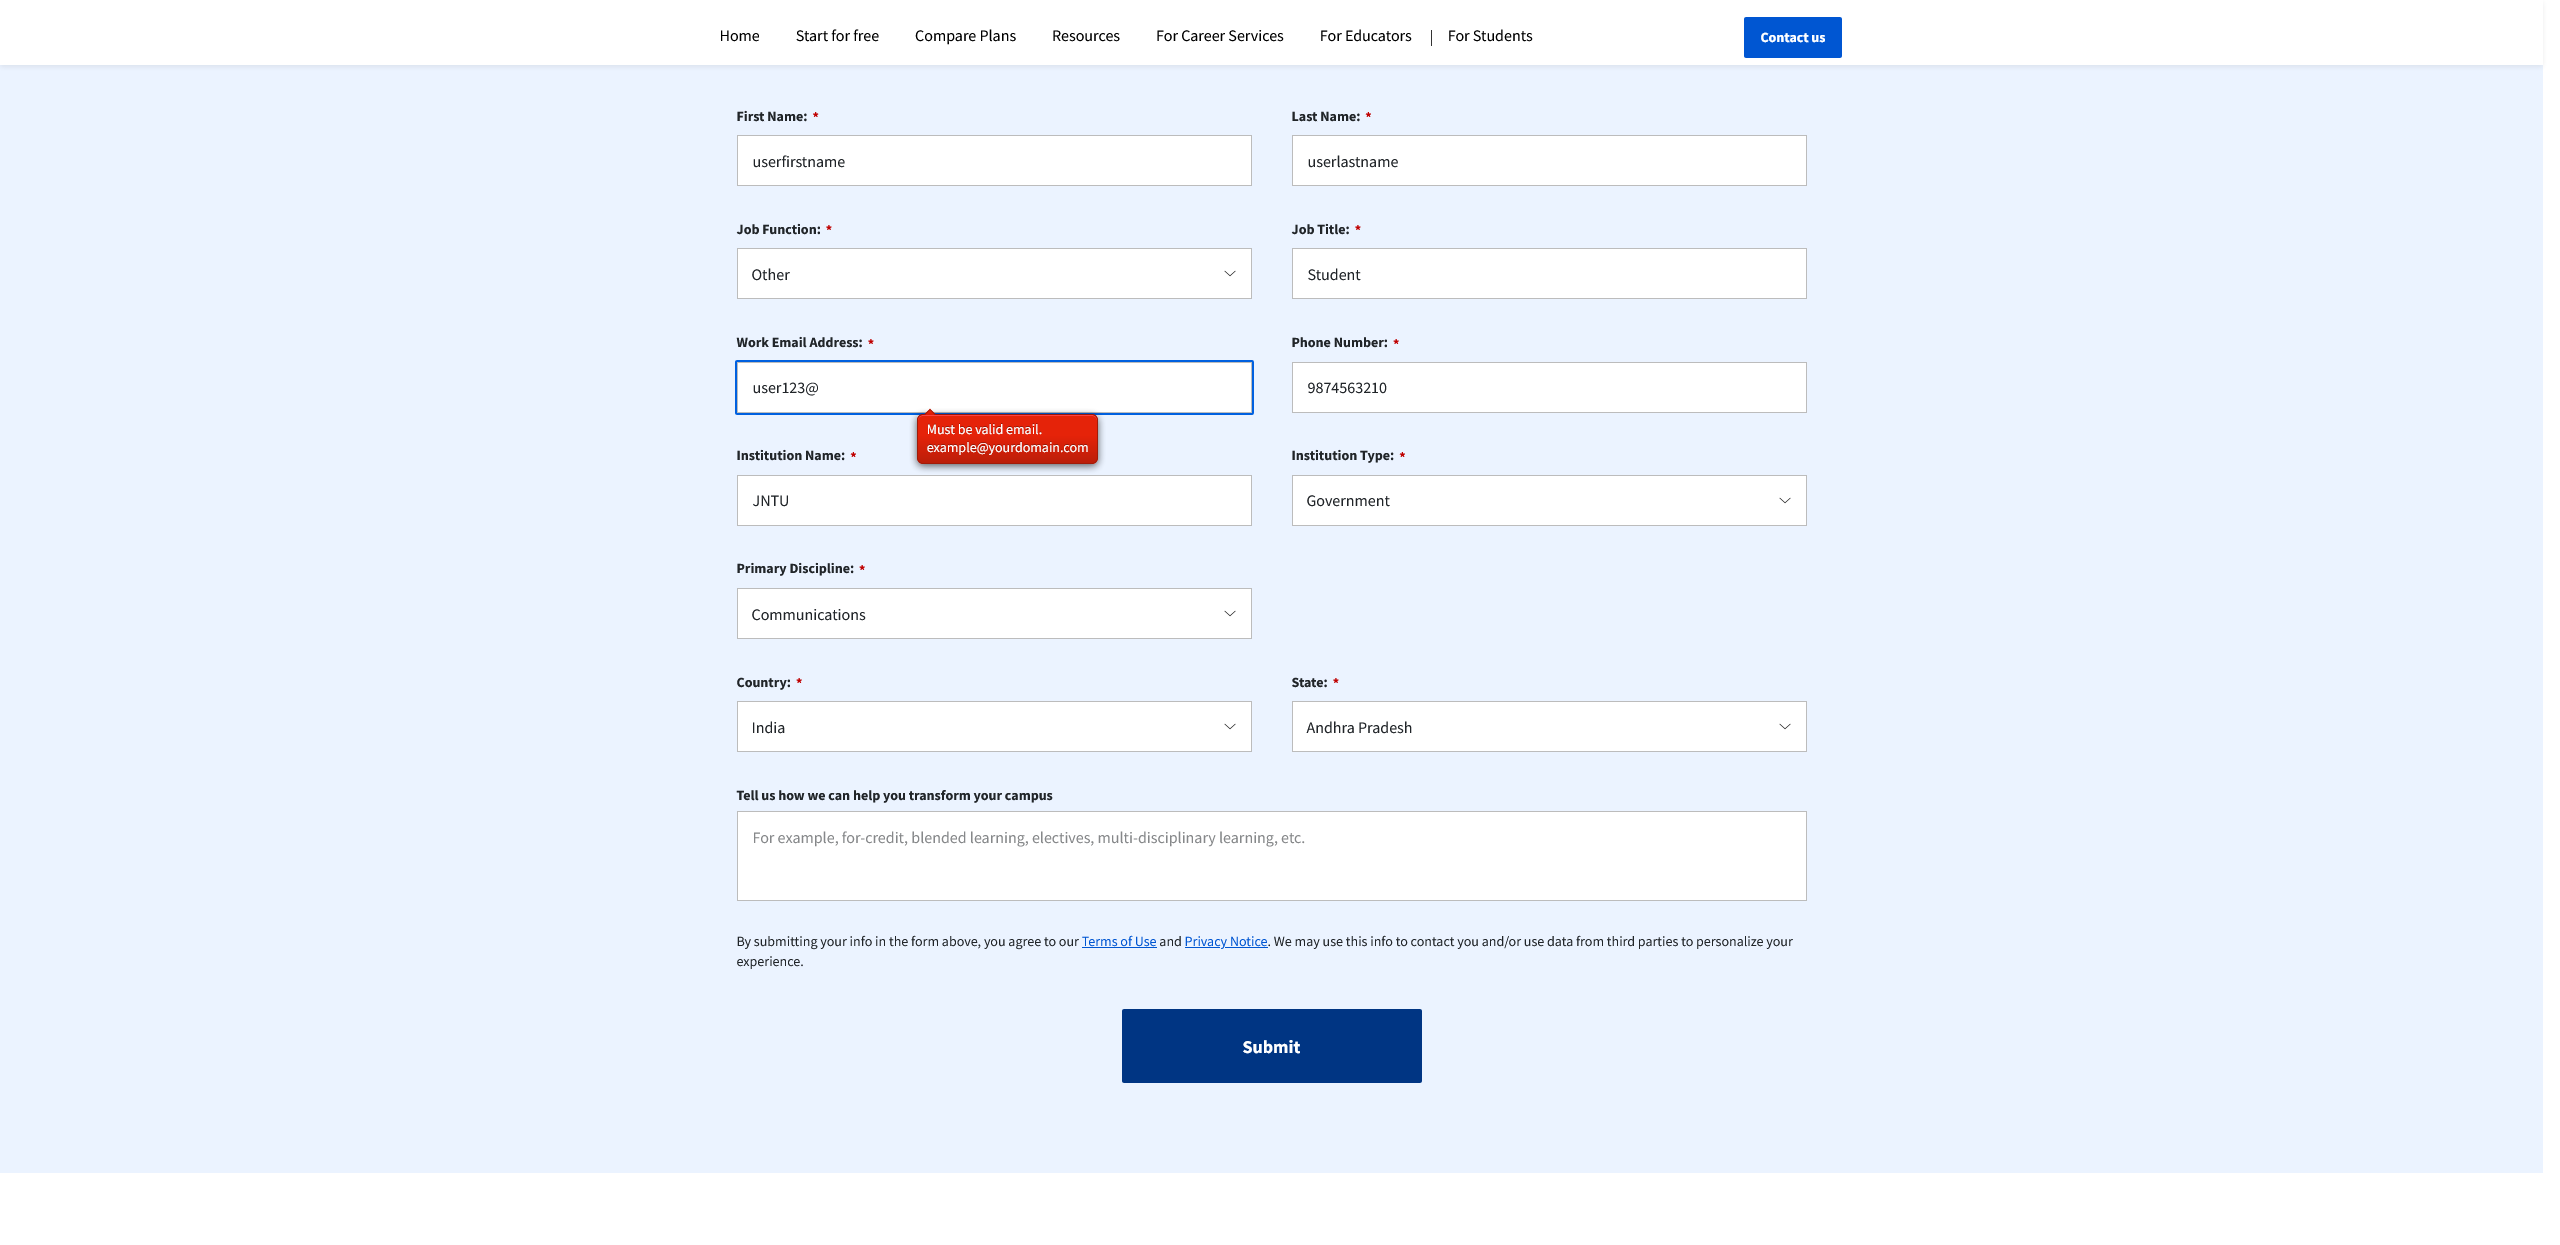 Home Start for free Compare Plans Resources For Career Services For Educators | For Students Contact us
First Name: * Last Name: *
userfirstname userlastname
Job Function: * Job Title: *
Other Student
Work Email Address: * Phone Number: *
user123@ 9874563210
Must be valid email.
example@yourdomain.com
Institution Name: * Institution Type: *
JNTU Government
Primary Discipline: *
Communications
Country: * State: *
India Andhra Pradesh
Tell us how we can help you transform your campus
For example, for-credit, blended learning, electives, multi-disciplinary learning, etc.
By submitting your info in the form above, you agree to our Terms of Use and Privacy Notice. We may use this info to contact you and/or use data from third parties to personalize your
experience.
Submit